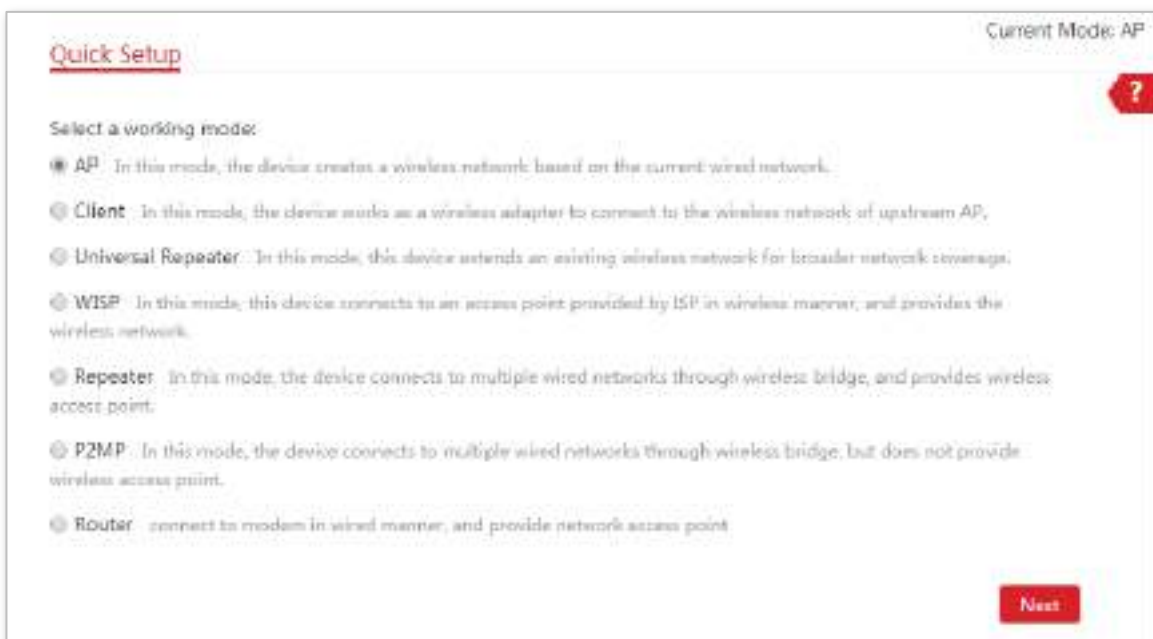 Current Mode: AP
Quick Setup
?
Select a working mode:
AP In this mode, the device creates a wireless network based on the current wired network.
Client In this mode, the device works as a wireless adapter to connect to the wireless network of upstream AP.
Universal Repeater In this mode, this device extends an existing wireless network for broader network coverage.
WISP In this mode, this device connects to an access point provided by ISP in wireless manner, and provides the
wireless network.
Repeater In this mode, the device connects to multiple wired networks through wireless bridge, and provides wireless
access point.
P2MP In this mode, the device connects to multiple wired networks through wireless bridge, but does not provide
wireless access point.
Router connect to modem in wired manner, and provide network access point
Next